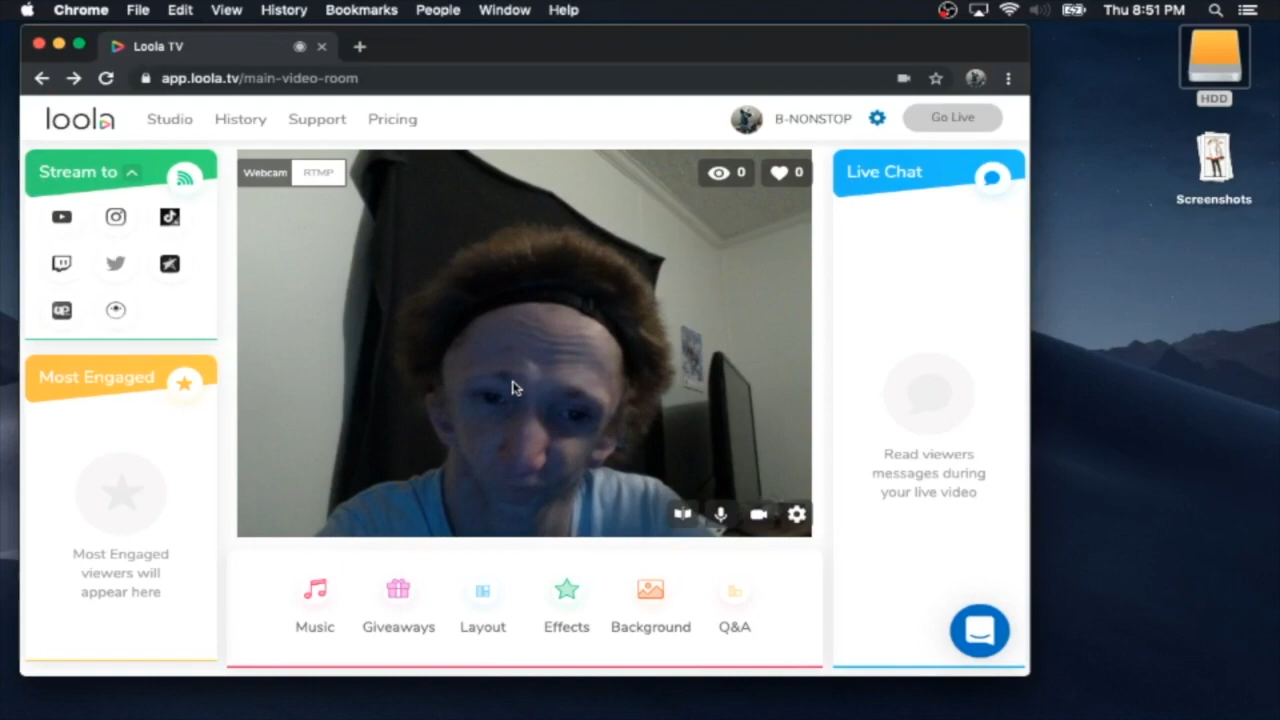 Chrome File Edit View History Bookmarks People Window Help Thu 8:51 PM
Loola TV
app.loola.tv/main-video-room
HDD
loola Studio History Support Pricing B-NONSTOP Go Live
Stream to
Webcam RTMP 0 0
Live Chat
Screenshots
up
Most Engaged
Read viewers
messages during
your live video
Most Engaged
viewers will
appear here
Music Giveaways Layout Effects Background Q&A